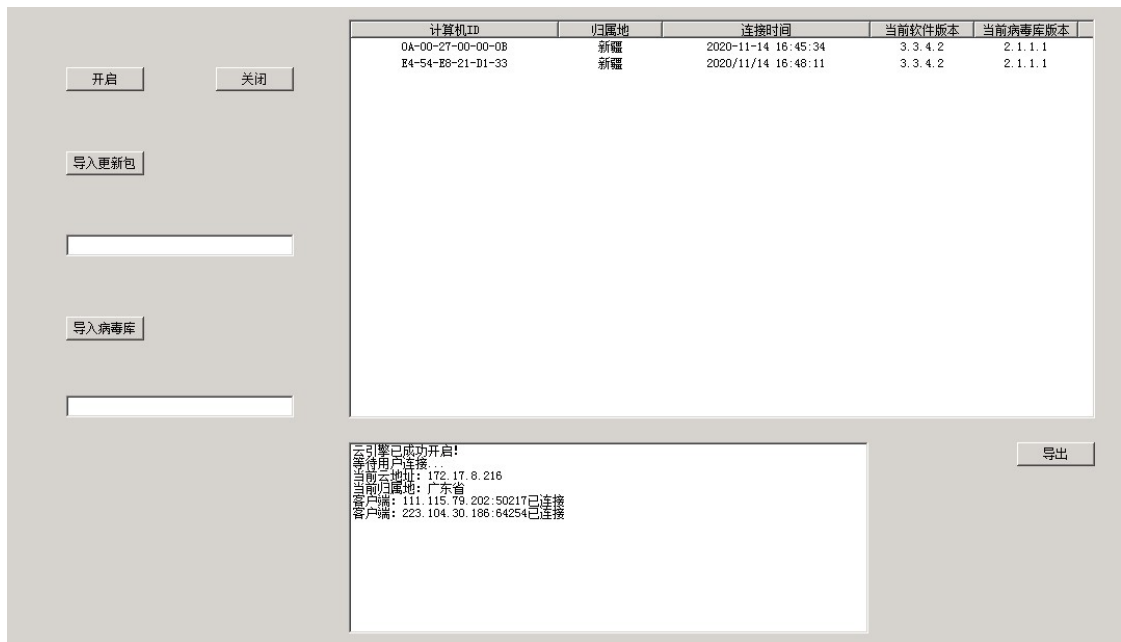 计算机ID 归属地 连接时间 当前软件版本 当前病毒库版本
0A-00-27-00-00-0B 新疆 2020-11-14 16:45:34 3.3.4.2 2.1.1.1
E4-54-E8-21-D1-33 新疆 2020/11/14 16:48:11 3.3.4.2 2.1.1.1
开启 关闭
导入更新包
导入病毒库
云引擎已成功开启!
等待用户连接...
当前云地址: 172.17.8.216
当前归属地: 广东省
客户端: 111.115.79.202:50217已连接
客户端: 223.104.30.186:64254已连接
导出